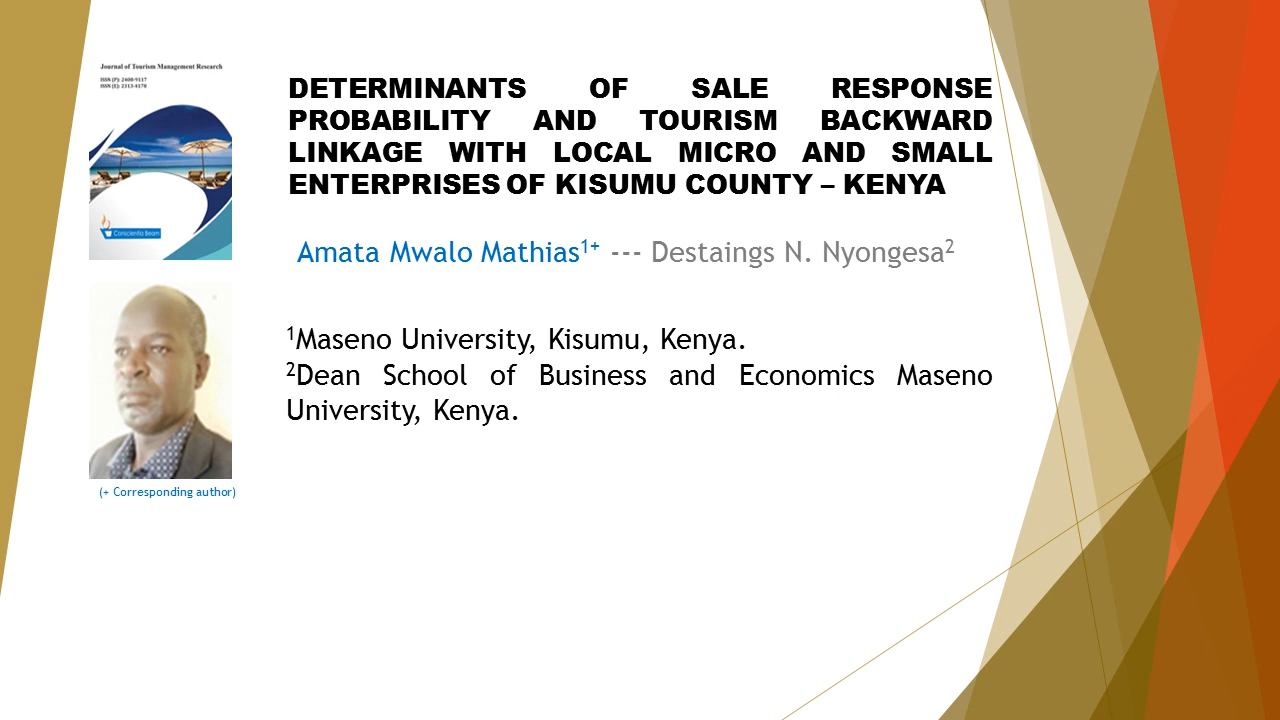 Journal of Tourism Management Research
ISSN (P): 2408-9117
ISSN (E): 2313-4178
Conscientia Beam
DETERMINANTS OF SALE RESPONSE
PROBABILITY AND TOURISM BACKWARD
LINKAGE WITH LOCAL MICRO AND SMALL
ENTERPRISES OF KISUMU COUNTY – KENYA
Amata Mwalo Mathias1+ --- Destaings N. Nyongesa2
1Maseno University, Kisumu, Kenya.
2Dean School of Business and Economics Maseno
University, Kenya.
(+ Corresponding author)